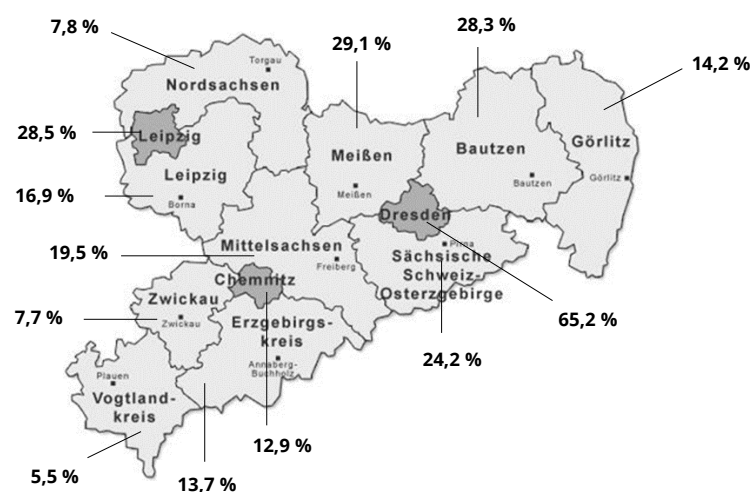 7,8 %
29,1 %
28,3 %
14,2 %
Torgau
Nordsachsen
28,5 %
Leipzig
Leipzig
Meißen
Bautzen
Görlitz
Meißen
Bautzen
Görlitz
16,9 %
Borna
Dresden
19,5 %
Mittelsachsen
Freiberg
Pirna
Sächsische
Schweiz-
Osterzgebirge
Chemnitz
Zwickau
Zwickau
7,7 %
Erzgebirgs-
kreis
Annaberg-
Buchholz
65,2 %
24,2 %
Plauen
Vogtland-
kreis
12,9 %
5,5 %
13,7 %